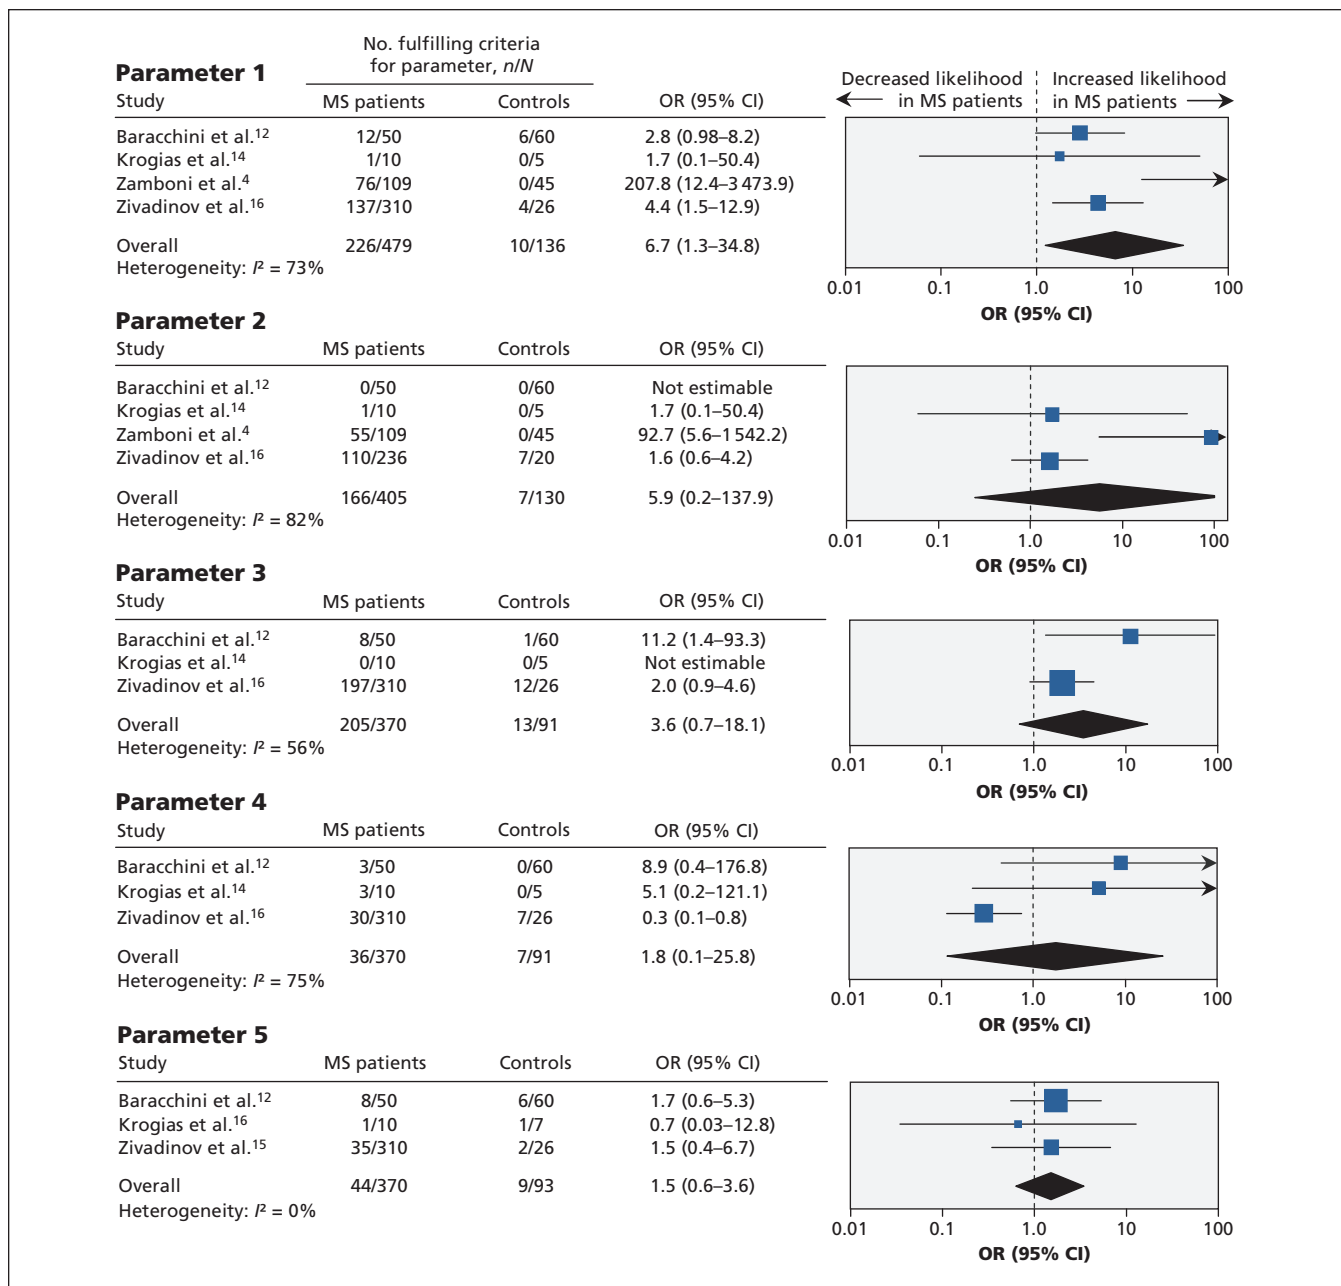 No. fulfilling criteria
for parameter, n/N
Parameter 1
Study MS patients Controls OR (95% CI)
Decreased likelihood in MS patients
Increased likelihood in MS patients
Baracchini et al.12 12/50 6/60 2.8 (0.98–8.2)
Krogias et al.14 1/10 0/5 1.7 (0.1–50.4)
Zamboni et al.4 76/109 0/45 207.8 (12.4–3 473.9)
Zivadinov et al.16 137/310 4/26 4.4 (1.5–12.9)
Overall 226/479 10/136 6.7 (1.3–34.8)
Heterogeneity: I² = 73%
0.01 0.1 1.0 10 100
OR (95% CI)
Parameter 2
Study MS patients Controls OR (95% CI)
Baracchini et al.12 0/50 0/60 Not estimable
Krogias et al.14 1/10 0/5 1.7 (0.1–50.4)
Zamboni et al.4 55/109 0/45 92.7 (5.6–1 542.2)
Zivadinov et al.16 110/236 7/20 1.6 (0.6–4.2)
Overall 166/405 7/130 5.9 (0.2–137.9)
Heterogeneity: I² = 82%
0.01 0.1 1.0 10 100
OR (95% CI)
Parameter 3
Study MS patients Controls OR (95% CI)
Baracchini et al.12 8/50 1/60 11.2 (1.4–93.3)
Krogias et al.14 0/10 0/5 Not estimable
Zivadinov et al.16 197/310 12/26 2.0 (0.9–4.6)
Overall 205/370 13/91 3.6 (0.7–18.1)
Heterogeneity: I² = 56%
0.01 0.1 1.0 10 100
OR (95% CI)
Parameter 4
Study MS patients Controls OR (95% CI)
Baracchini et al.12 3/50 0/60 8.9 (0.4–176.8)
Krogias et al.14 3/10 0/5 5.1 (0.2–121.1)
Zivadinov et al.16 30/310 7/26 0.3 (0.1–0.8)
Overall 36/370 7/91 1.8 (0.1–25.8)
Heterogeneity: I² = 75%
0.01 0.1 1.0 10 100
OR (95% CI)
Parameter 5
Study MS patients Controls OR (95% CI)
Baracchini et al.12 8/50 6/60 1.7 (0.6–5.3)
Krogias et al.16 1/10 1/7 0.7 (0.03–12.8)
Zivadinov et al.15 35/310 2/26 1.5 (0.4–6.7)
Overall 44/370 9/93 1.5 (0.6–3.6)
Heterogeneity: I² = 0%
0.01 0.1 1.0 10 100
OR (95% CI)